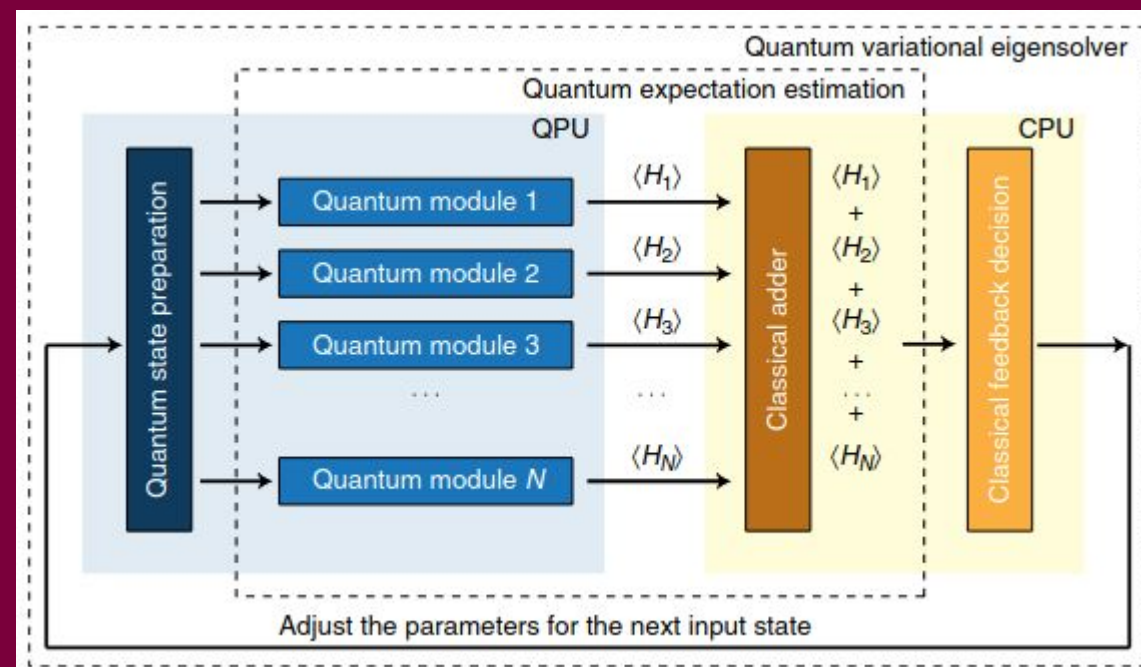 Quantum variational eigensolver
Quantum expectation estimation
QPU
CPU
Quantum state preparation
Quantum module 1
Quantum module 2
Quantum module 3
...
Quantum module N
⟨H₁⟩
⟨H₂⟩
⟨H₃⟩
...
⟨H_N⟩
Classical adder
⟨H₁⟩
+
⟨H₂⟩
+
⟨H₃⟩
+
...
+
⟨H_N⟩
Classical feedback decision
Adjust the parameters for the next input state